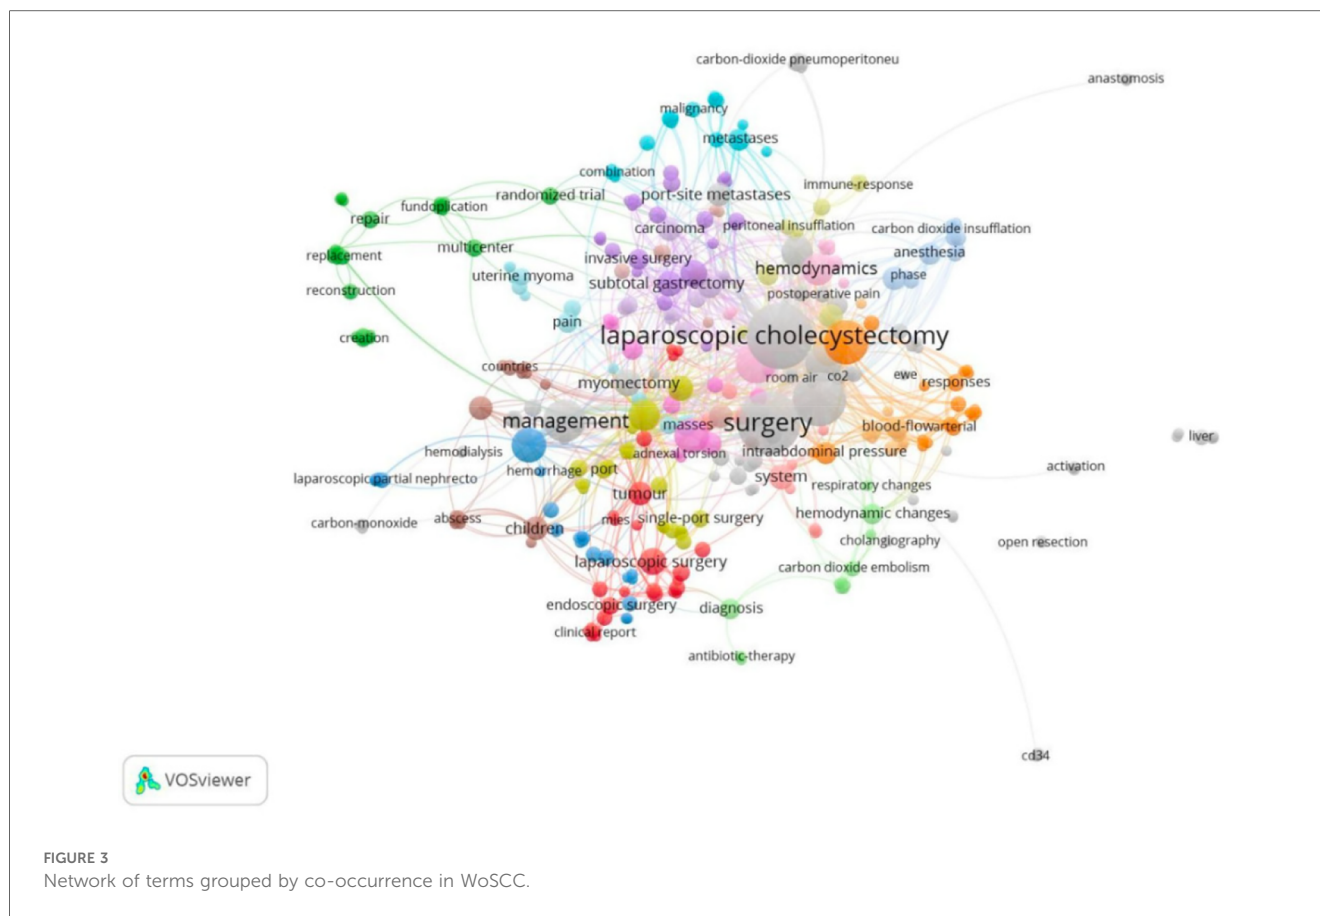 carbon-dioxide pneumoperitoneu
anastomosis
malignancy
metastases
combination
immune-response
randomized trial
port-site metastases
fundoplication
repair
carcinoma
peritoneal insufflation
carbon dioxide insufflation
multicenter
replacement
invasive surgery
anesthesia
hemodynamics
uterine myoma
phase
subtotal gastrectomy
reconstruction
postoperative pain
pain
creation
laparoscopic cholecystectomy
countries
room air
co2
ewe
myomectomy
responses
management
masses
surgery
blood-flowarterial
liver
hemodialysis
adnexal torsion
intraabdominal pressure
activation
hemorrhage
port
laparoscopic partial nephrecto
system
respiratory changes
tumour
carbon-monoxide
abscess
children
mies
single-port surgery
hemodynamic changes
cholangiography
open resection
laparoscopic surgery
carbon dioxide embolism
endoscopic surgery
diagnosis
clinical report
antibiotic-therapy
cd34
VOSviewer
FIGURE 3
Network of terms grouped by co-occurrence in WoSCC.